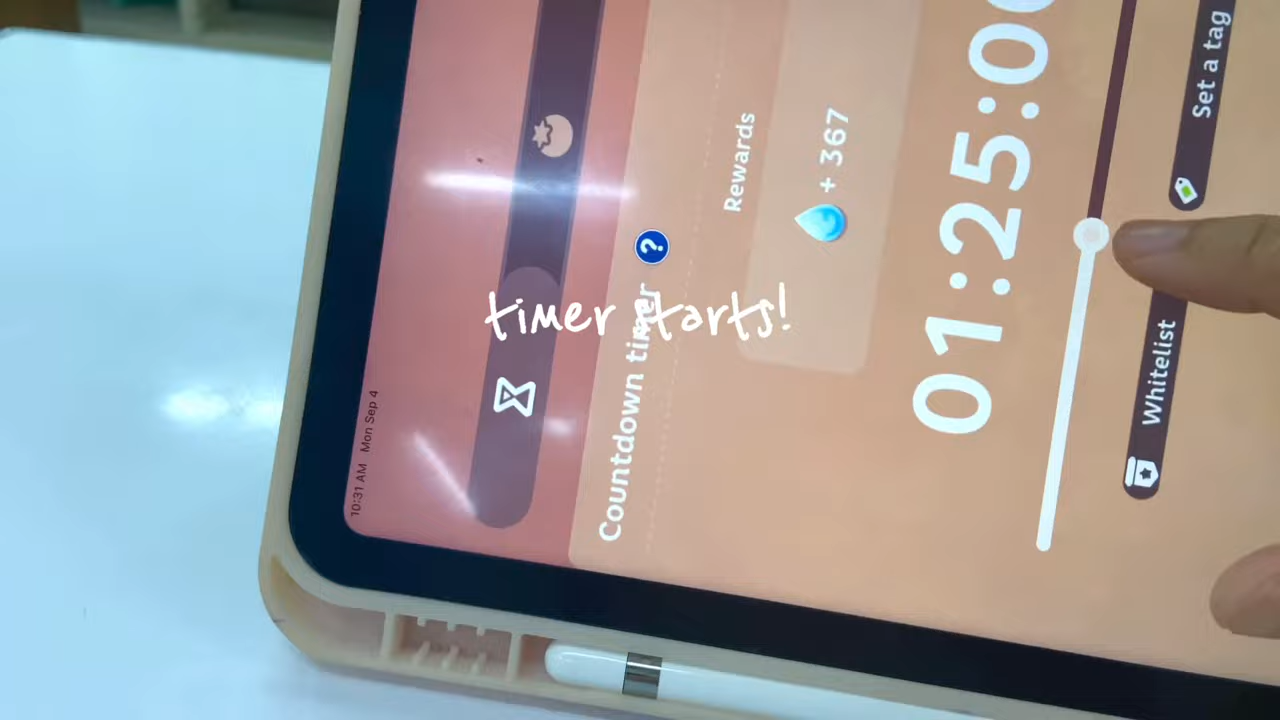 10:31 AM Mon Sep 4
Countdown timer ?
Rewards
+ 367
01:25:00
Whitelist
Set a tag
timer starts!